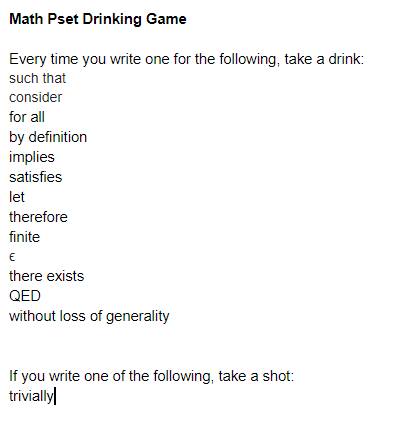 Math Pset Drinking Game
Every time you write one for the following, take a drink:
such that
consider
for all
by definition
implies
satisfies
let
therefore
finite
ϵ
there exists
QED
without loss of generality
If you write one of the following, take a shot:
trivially